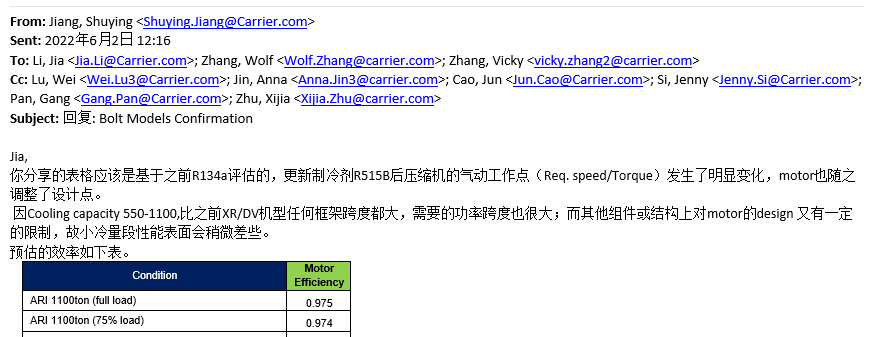 From: Jiang, Shuying <Shuying.Jiang@Carrier.com>
Sent: 2022年6月2日 12:16
To: Li, Jia <Jia.Li@Carrier.com>; Zhang, Wolf <Wolf.Zhang@carrier.com>; Zhang, Vicky <vicky.zhang2@carrier.com>
Cc: Lu, Wei <Wei.Lu3@carrier.com>; Jin, Anna <Anna.Jin3@carrier.com>; Cao, Jun <Jun.Cao@Carrier.com>; Si, Jenny <Jenny.Si@carrier.com>;
Pan, Gang <Gang.Pan@Carrier.com>; Zhu, Xijia <Xijia.Zhu@carrier.com>
Subject: 回复: Bolt Models Confirmation
Jia,
你分享的表格应该是基于之前R134a评估的，更新制冷剂R515B后压缩机的气动工作点（Req. speed/Torque）发生了明显变化，motor也随之
调整了设计点。
因Cooling capacity 550-1100,比之前XR/DV机型任何框架跨度都大，需要的功率跨度也很大；而其他组件或结构上对motor的design 又有一定
的限制，故小冷量段性能表面会稍微差些。
预估的效率如下表。
Condition Motor Efficiency
ARI 1100ton (full load) 0.975
ARI 1100ton (75% load) 0.974